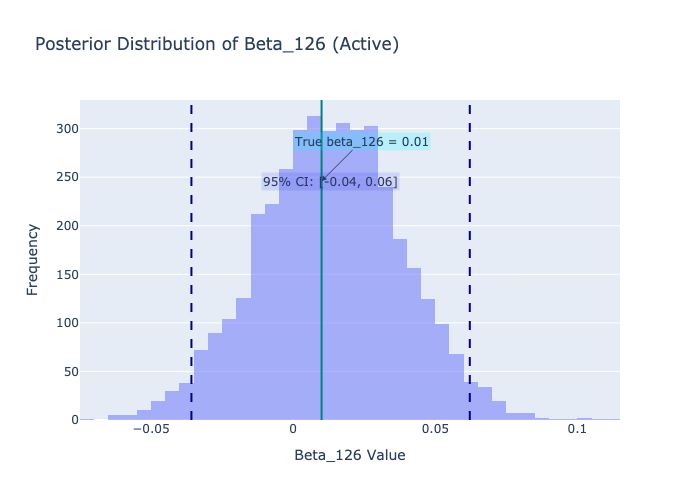 Posterior Distribution of Beta_126 (Active)
300
True beta_126 = 0.01
250
95% CI: [-0.04, 0.06]
200
150
100
50
0
−0.05
0
0.05
0.1
Frequency
Beta_126 Value